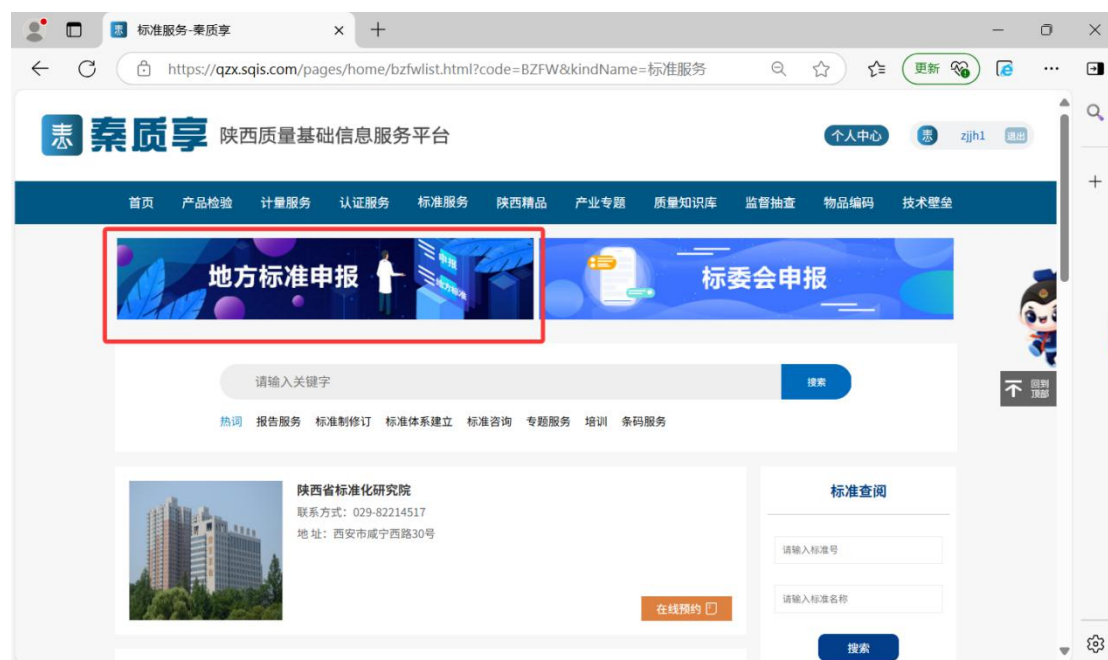 标准服务-秦质享
https://qzx.sqis.com/pages/home/bzfwlist.html?code=BZFW&kindName=标准服务
更新
秦质享 陕西质量基础信息服务平台
个人中心 zjjh1 退出
首页 产品检验 计量服务 认证服务 标准服务 陕西精品 产业专题 质量知识库 监督抽查 物品编码 技术壁垒
地方标准申报
申报
地方标准
标委会申报
请输入关键字 搜索
回到
顶部
热词 报告服务 标准制修订 标准体系建立 标准咨询 专题服务 培训 条码服务
陕西省标准化研究院
联系方式：029-82214517
地址：西安市咸宁西路30号
在线预约
标准查阅
请输入标准号
请输入标准名称
搜索